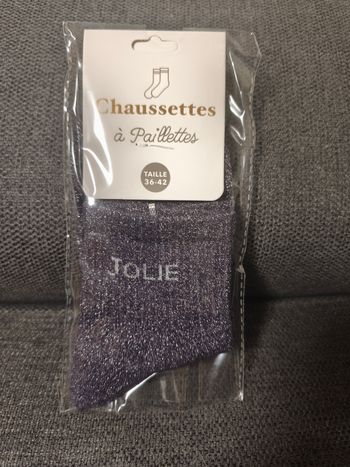 Chaussettes
à Paillettes
TAILLE
36-42
JOLIE